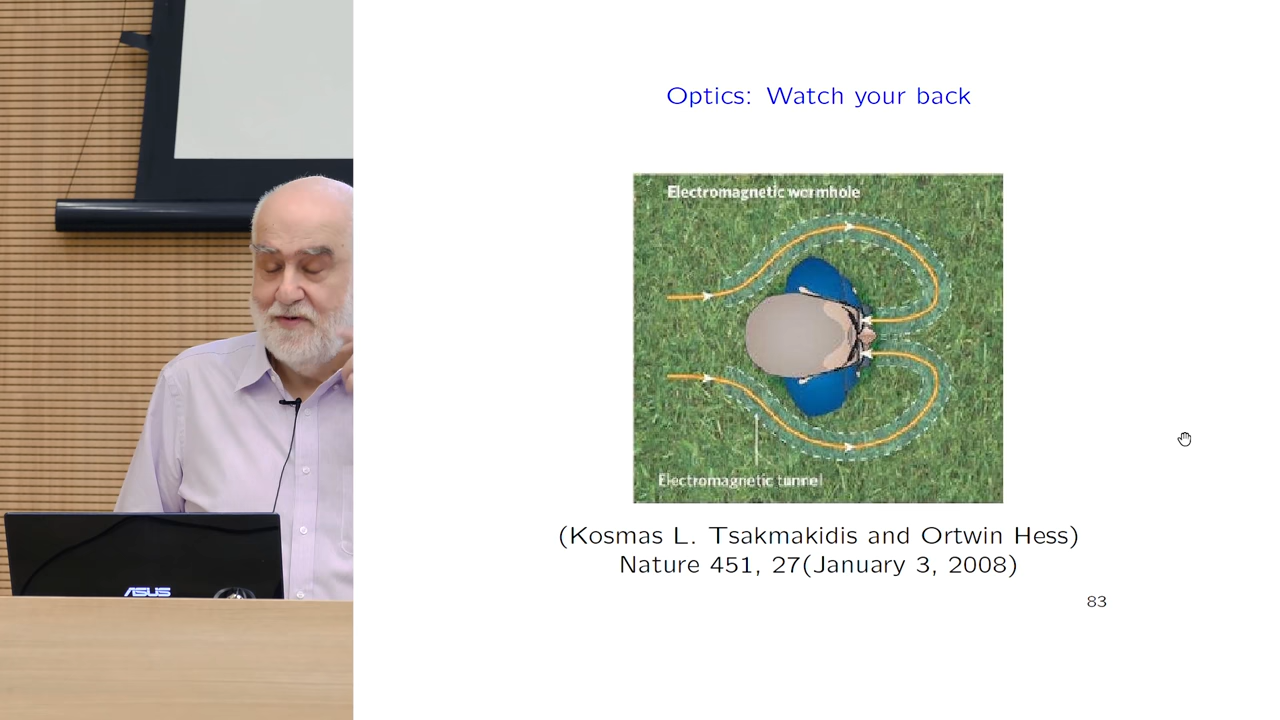 Optics: Watch your back
Electromagnetic wormhole
Electromagnetic tunnel
(Kosmas L. Tsakmakidis and Ortwin Hess)
Nature 451, 27(January 3, 2008)
83
ASUS